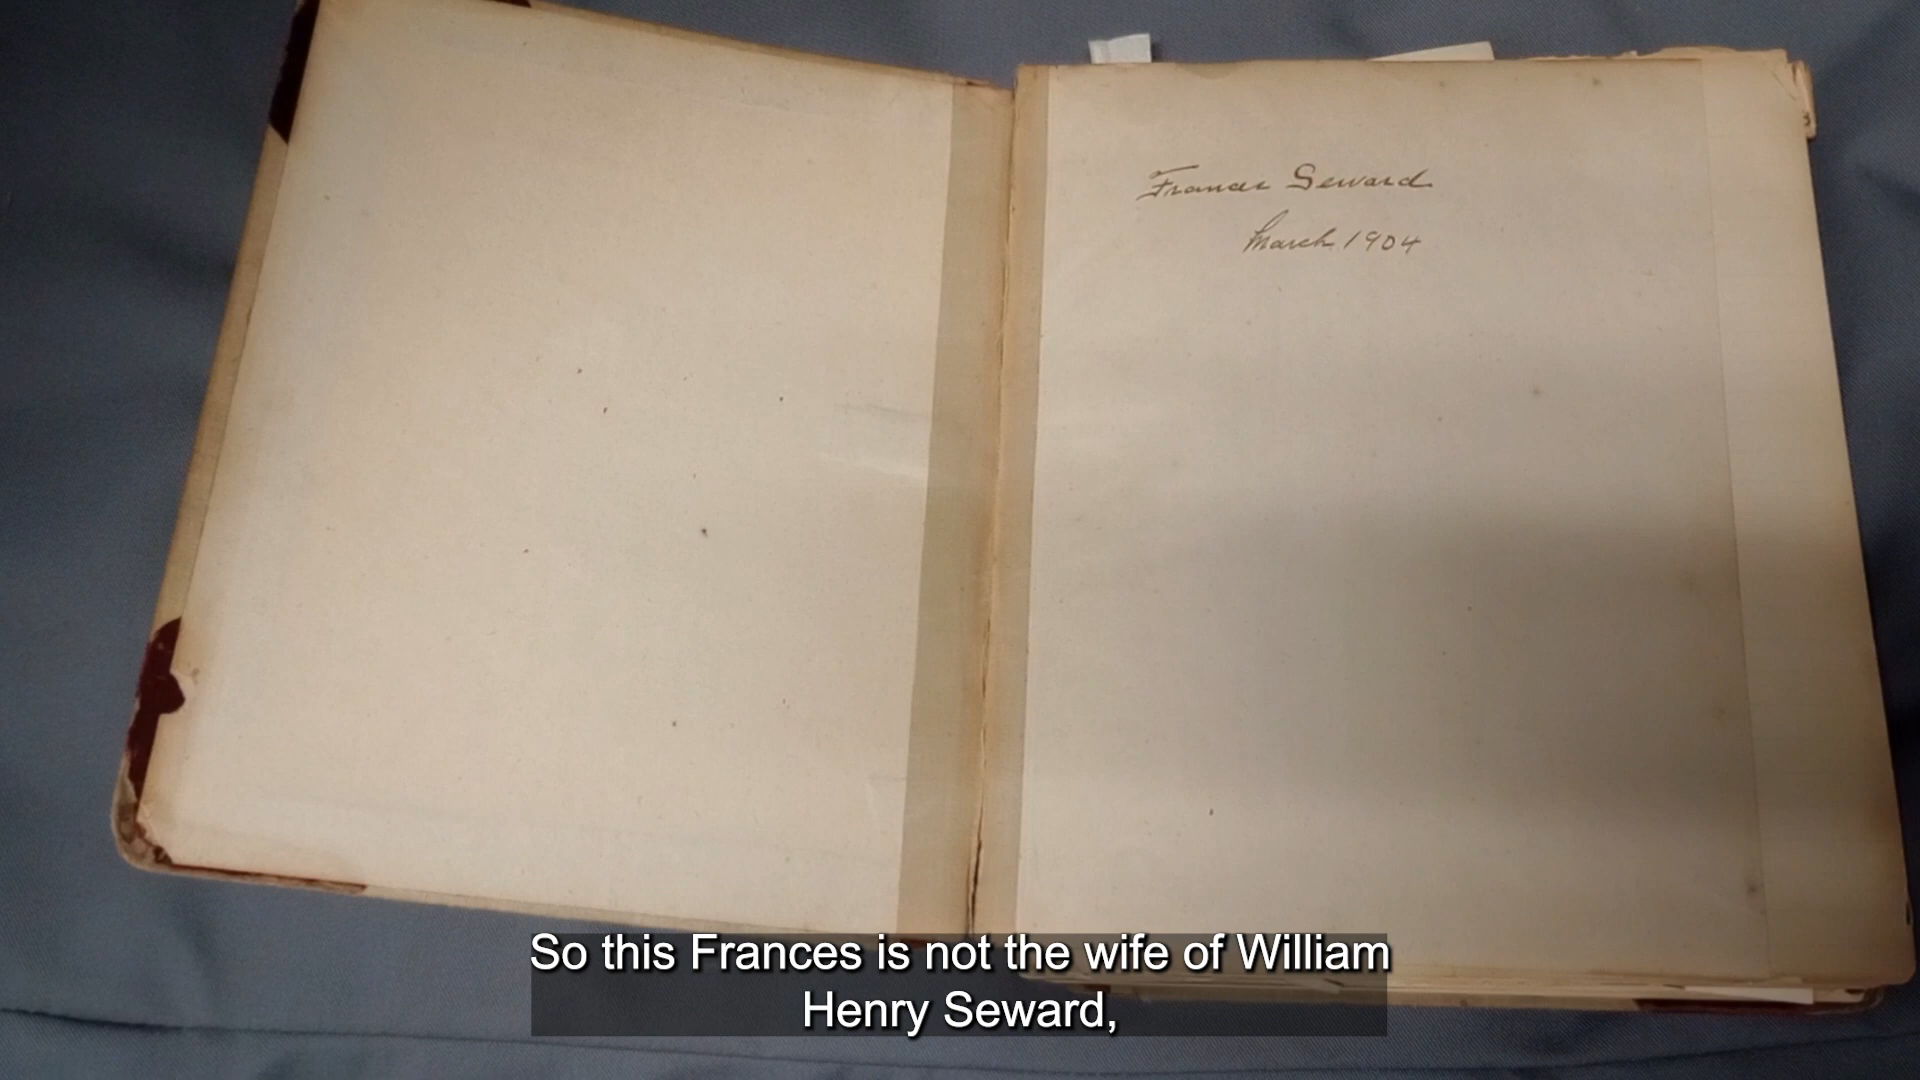 Frances Seward
March 1904
So this Frances is not the wife of William
Henry Seward,